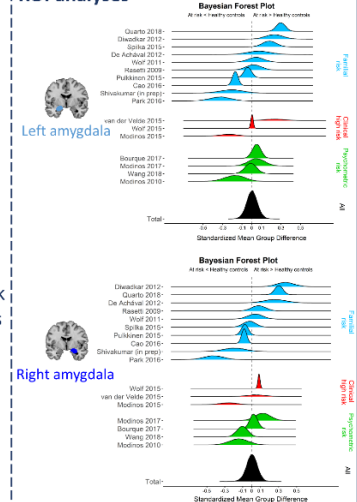 Bayesian Forest Plot
At risk < Healthy controls At risk > Healthy controls
Quarto 2018
Diwadkar 2012
Spilka 2015
De Achával 2012
Wolf 2011
Rasetti 2009
Pulkkinen 2015
Cao 2016
Shivakumar (in prep)
Park 2016
Familial risk
Left amygdala
van der Velde 2015
Wolf 2015
Modinos 2015
Clinical high risk
Bourque 2017
Modinos 2017
Wang 2018
Modinos 2010
Psychometric risk
All
Total
Standardized Mean Group Difference
Bayesian Forest Plot
At risk < Healthy controls At risk > Healthy controls
Diwadkar 2012
Quarto 2018
De Achával 2012
Rasetti 2009
Wolf 2011
Spilka 2015
Pulkkinen 2015
Cao 2016
Shivakumar (in prep)
Park 2016
Familial risk
Right amygdala
Wolf 2015
van der Velde 2015
Modinos 2015
Clinical high risk
Modinos 2017
Bourque 2017
Wang 2018
Modinos 2010
Psychometric risk
All
Total
Standardized Mean Group Difference